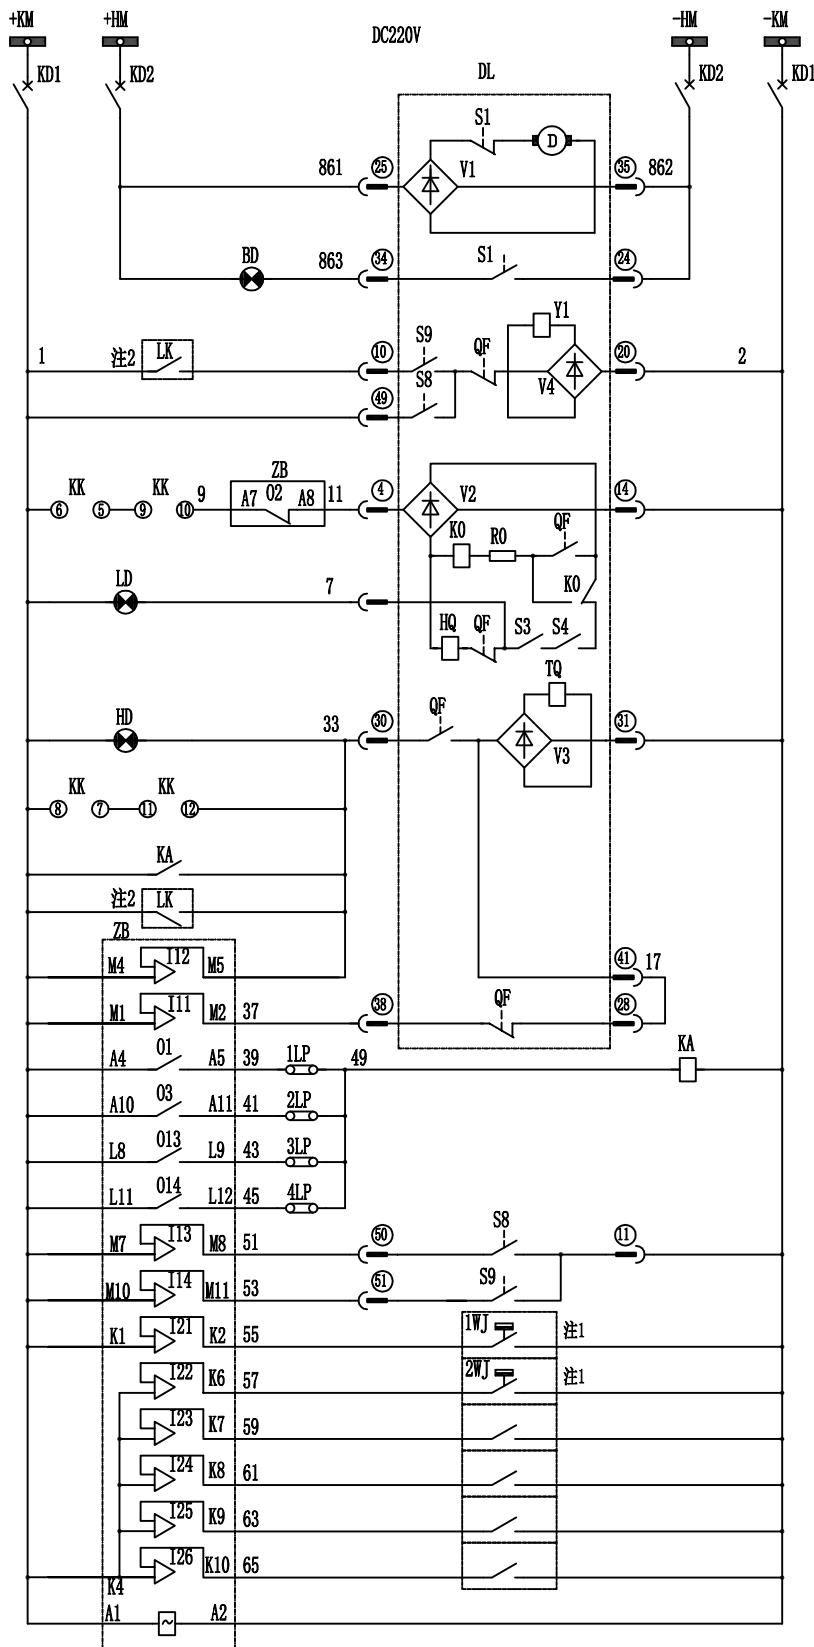 +KM +HM DC220V -HM -KM
KD1 KD2 DL KD2 KD1
S1
D
861 25 V1 35 862
BD 863 34 S1 24
Y1
S9
1 注2 LK 10 QF 20 2
S8 V4
49
ZB
KK KK 9 A7 O2 A8 11 4 V2 14
KO RO QF
LD 7 KO
6 5 9 10
HQ QF S3 S4
TQ
HD 33 30 QF 31
V3
KK KK
8 7 11 12
KA
注2 LK
ZB
M4 I12 M5 41 17
M1 I11 M2 37 38 QF 28
A4 O1 A5 39 1LP 49 KA
A10 O3 A11 41 2LP
L8 O13 L9 43 3LP
L11 O14 L12 45 4LP
M7 I13 M8 51 50 S8 11
M10 I14 M11 53 51 S9
K1 I21 K2 55 1WJ 注1
I22 K6 57 2WJ 注1
I23 K7 59
I24 K8 61
I25 K9 63
I26 K10 65
K4
A1 ~ A2